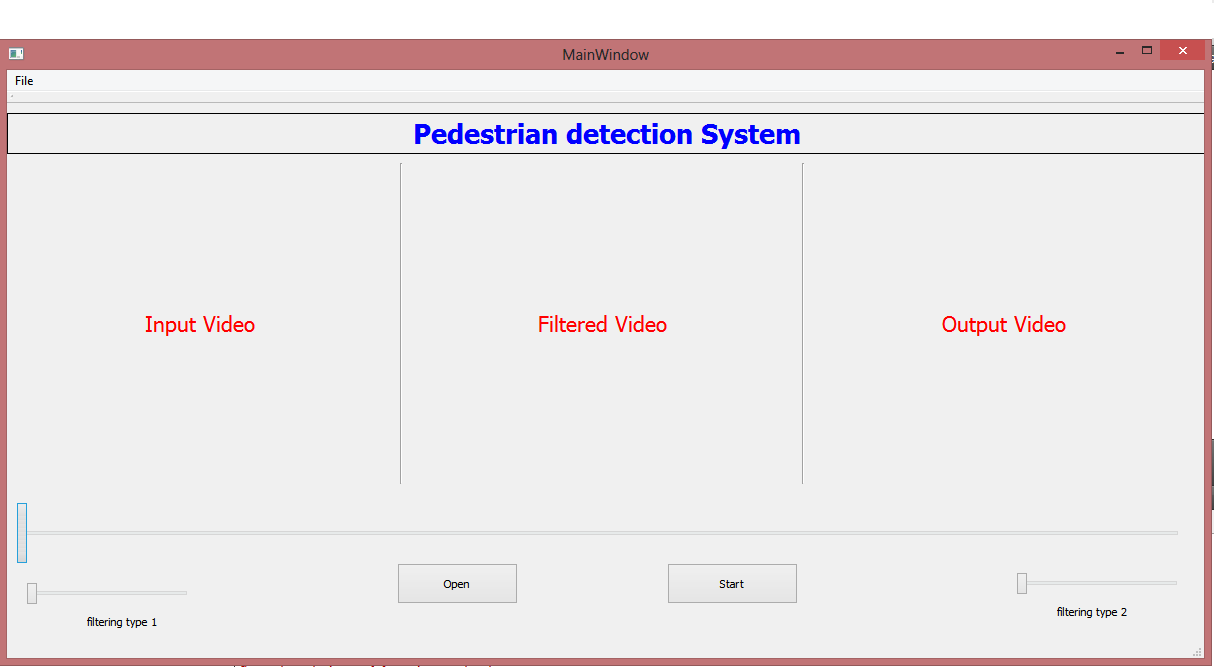 MainWindow
File
Pedestrian detection System
Input Video
Filtered Video
Output Video
Open
Start
filtering type 1
filtering type 2